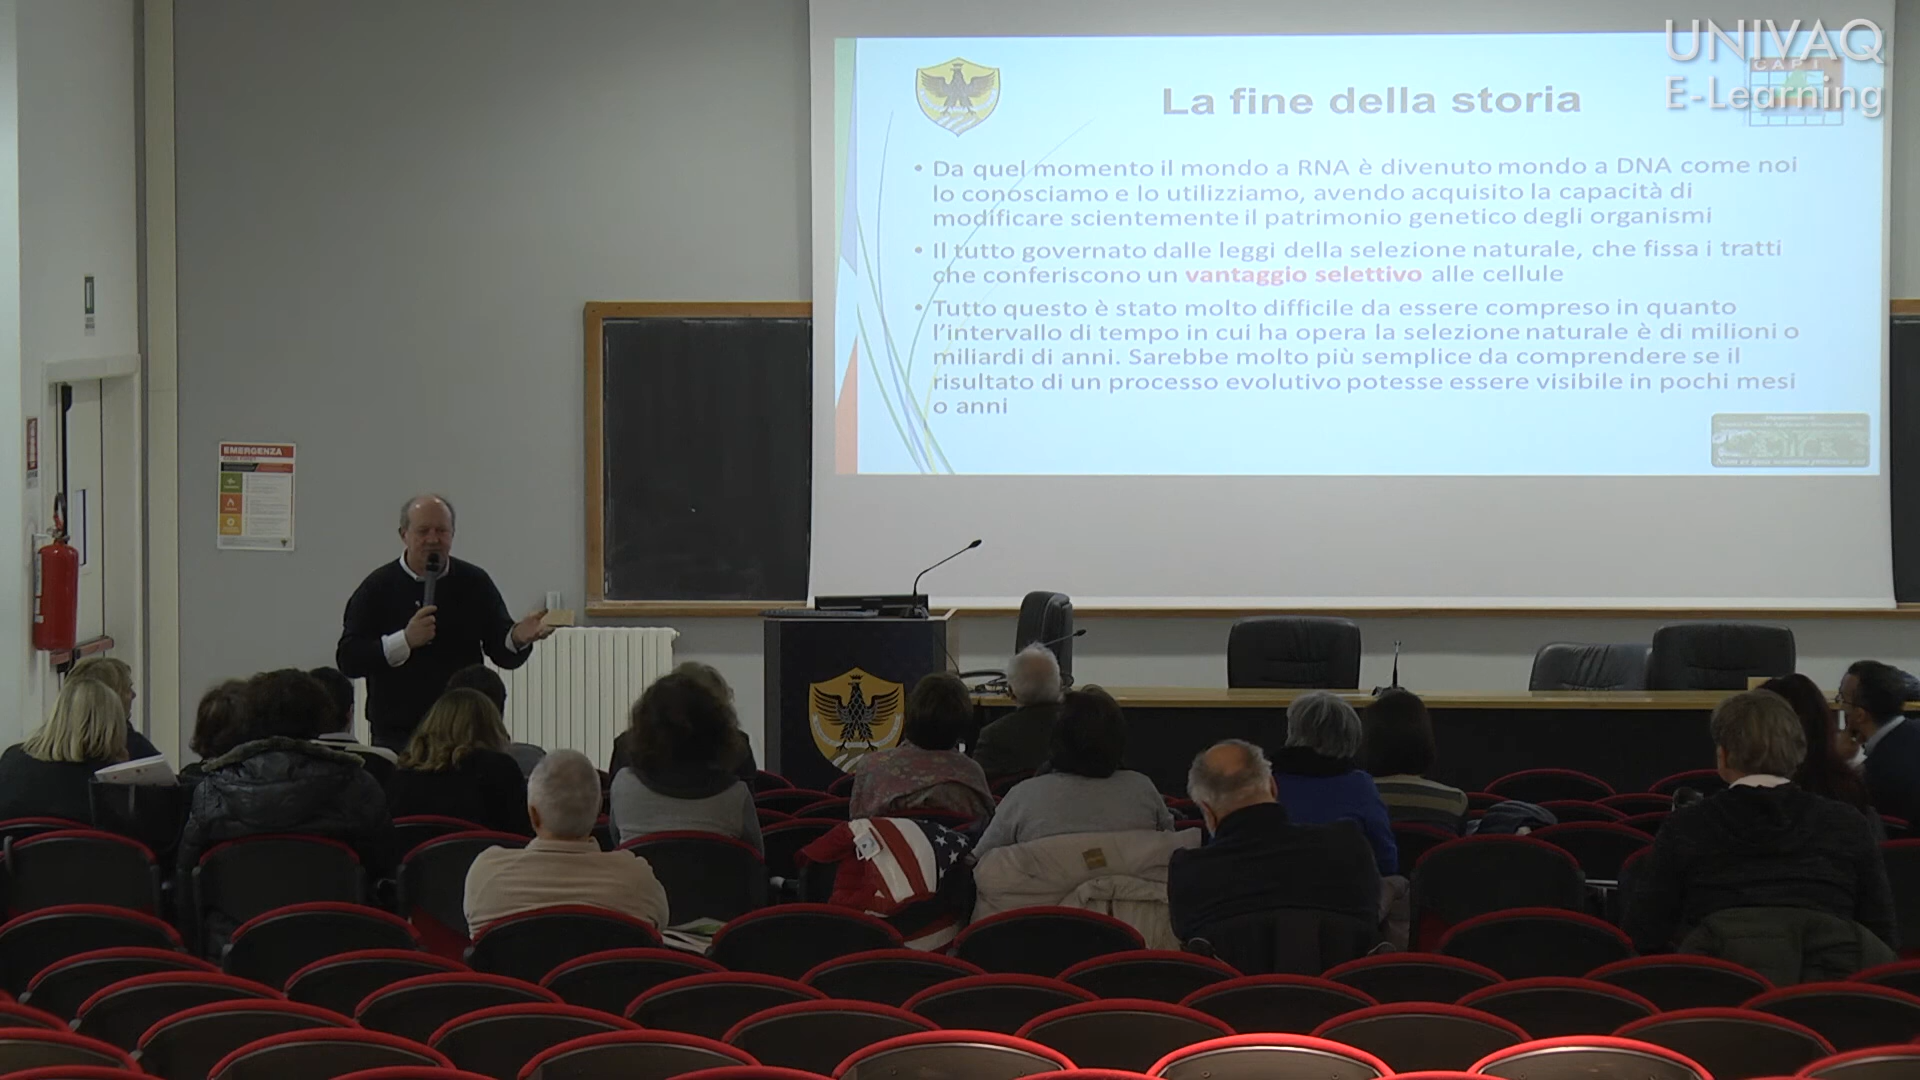 UNIVAQ
E-Learning
La fine della storia
• Da quel momento il mondo a RNA è divenuto mondo a DNA come noi
lo conosciamo e lo utilizziamo, avendo acquisito la capacità di
modificare scientemente il patrimonio genetico degli organismi
• Il tutto governato dalle leggi della selezione naturale, che fissa i tratti
che conferiscono un vantaggio selettivo alle cellule
• Tutto questo è stato molto difficile da essere compreso in quanto
l'intervallo di tempo in cui ha opera la selezione naturale è di milioni o
miliardi di anni. Sarebbe molto più semplice da comprendere se il
risultato di un processo evolutivo potesse essere visibile in pochi mesi
o anni
EMERGENZA